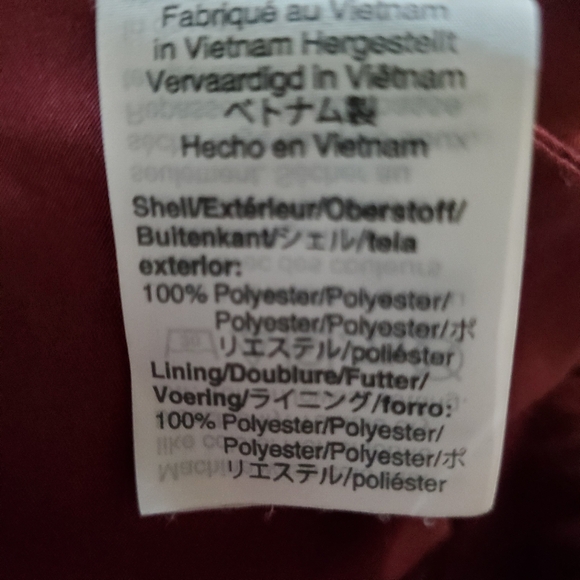 Fabriqué au Vietnam
in Vietnam Hergestellt
Vervaardigd in Viëtnam
ベトナム製
Hecho en Vietnam
Shell/Extérieur/Oberstoff/
Buitenkant/シェル/tela
exterior:
100% Polyester/Polyester/
Polyester/Polyester/ポ
リエステル/poliéster
Lining/Doublure/Futter/
Voering/ライニング/forro:
100% Polyester/Polyester/
Polyester/Polyester/ポ
リエステル/poliéster